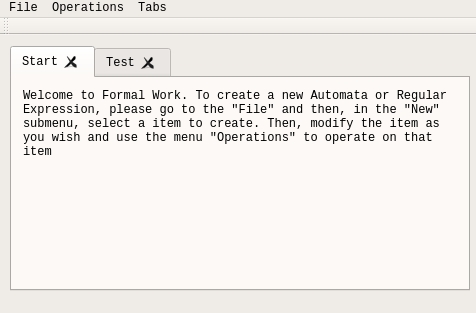 File Operations Tabs
Start Test
Welcome to Formal Work. To create a new Automata or Regular
Expression, please go to the "File" and then, in the "New"
submenu, select a item to create. Then, modify the item as
you wish and use the menu "Operations" to operate on that
item